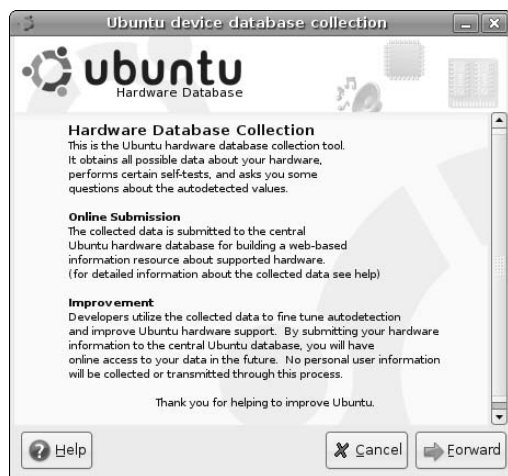 Ubuntu device database collection
ubuntu
Hardware Database
Hardware Database Collection
This is the Ubuntu hardware database collection tool.
It obtains all possible data about your hardware,
performs certain self-tests, and asks you some
questions about the autodetected values.
Online Submission
The collected data is submitted to the central
Ubuntu hardware database for building a web-based
information resource about supported hardware.
(for detailed information about the collected data see help)
Improvement
Developers utilize the collected data to fine tune autodetection
and improve Ubuntu hardware support. By submitting your hardware
information to the central Ubuntu database, you will have
online access to your data in the future. No personal user information
will be collected or transmitted through this process.
Thank you for helping to improve Ubuntu.
Help
Cancel
Forward